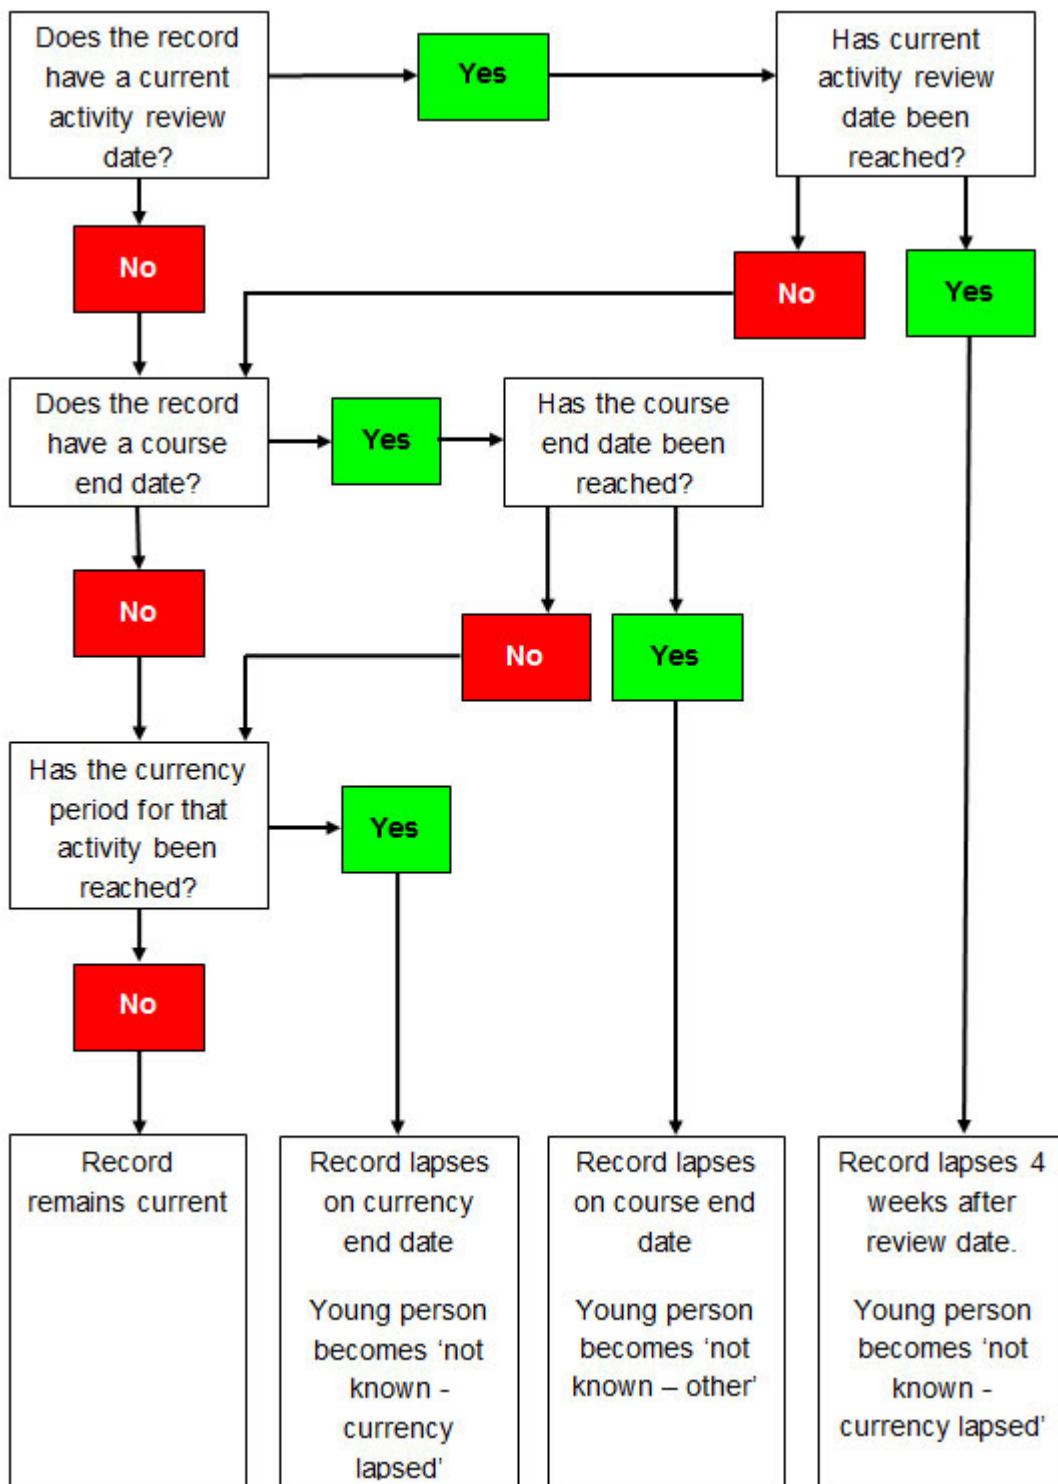 Does the record
have a current
activity review
date?
Yes
Has current
activity review
date been
reached?
No
No
Yes
Does the record
have a course
end date?
Yes
Has the course
end date been
reached?
No
No
Yes
Has the currency
period for that
activity been
reached?
Yes
No
Record
remains current
Record lapses
on currency
end date
Young person
becomes ‘not
known -
currency
lapsed’
Record lapses
on course end
date
Young person
becomes ‘not
known – other’
Record lapses 4
weeks after
review date.
Young person
becomes ‘not
known -
currency lapsed’